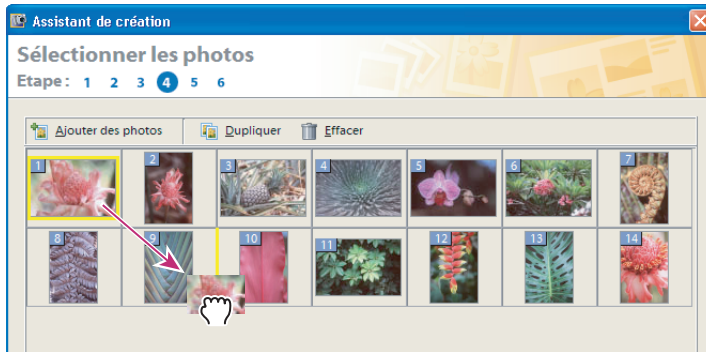 Assistant de création
Sélectionner les photos
Etape : 1 2 3 4 5 6
Ajouter des photos Dupliquer Effacer
1 2 3 4 5 6 7
8 9 10 11 12 13 14